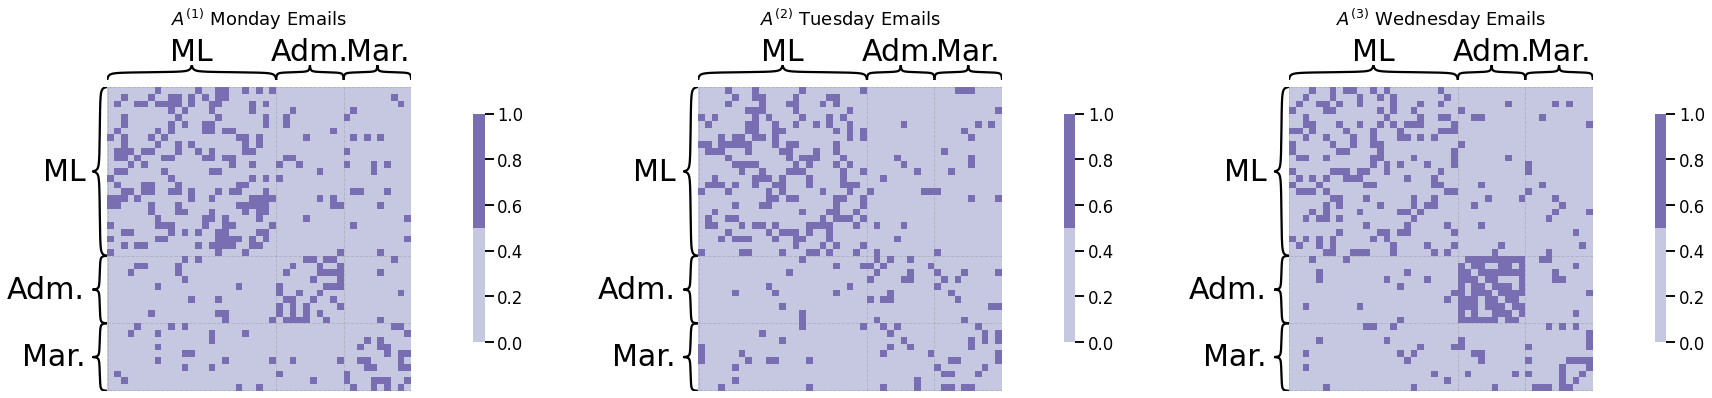 A⁽¹⁾ Monday Emails
ML Adm. Mar.
ML
Adm.
Mar.
1.0
0.8
0.6
0.4
0.2
0.0
A⁽²⁾ Tuesday Emails
ML Adm. Mar.
ML
Adm.
Mar.
1.0
0.8
0.6
0.4
0.2
0.0
A⁽³⁾ Wednesday Emails
ML Adm. Mar.
ML
Adm.
Mar.
1.0
0.8
0.6
0.4
0.2
0.0